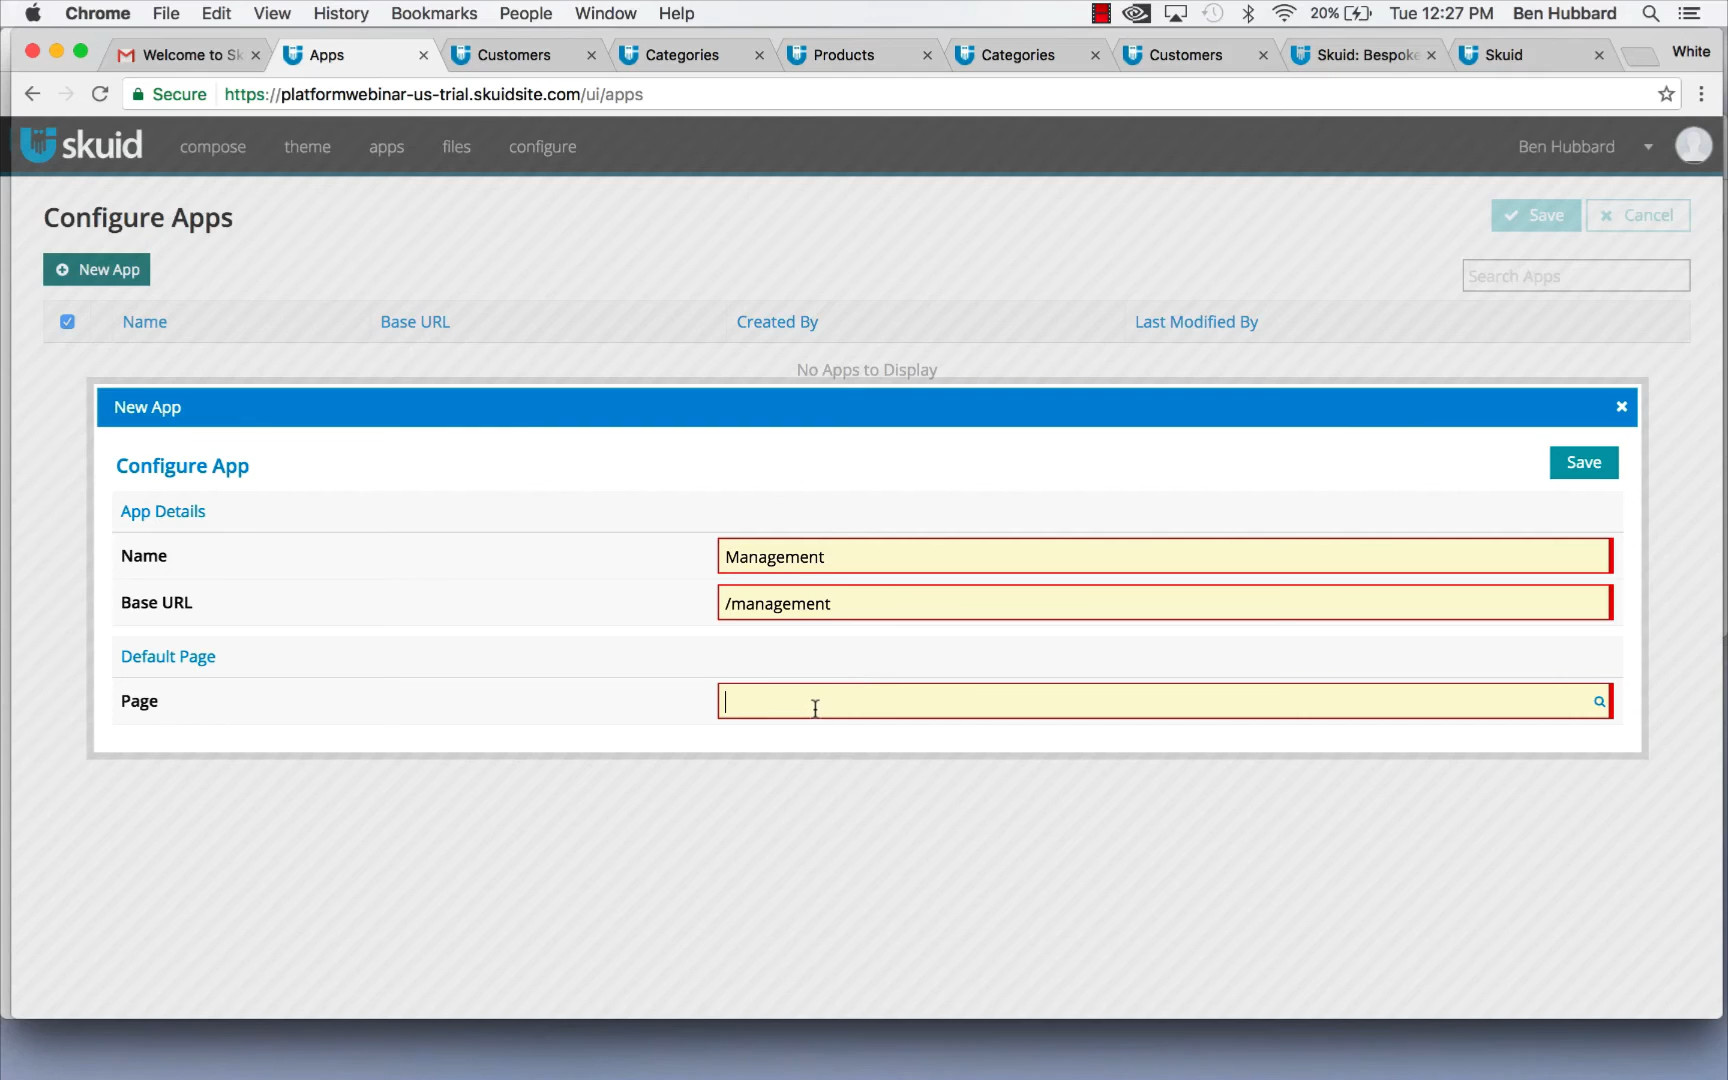 Chrome File Edit View History Bookmarks People Window Help 20% Tue 12:27 PM Ben Hubbard
Welcome to Sk Apps Customers Categories Products Categories Customers Skuid: Bespoke Skuid White
Secure https://platformwebinar-us-trial.skuidsite.com/ui/apps
skuid compose theme apps files configure Ben Hubbard
Configure Apps Save Cancel
New App Search Apps
Name Base URL Created By Last Modified By
No Apps to Display
New App
Configure App Save
App Details
Name Management
Base URL /management
Default Page
Page